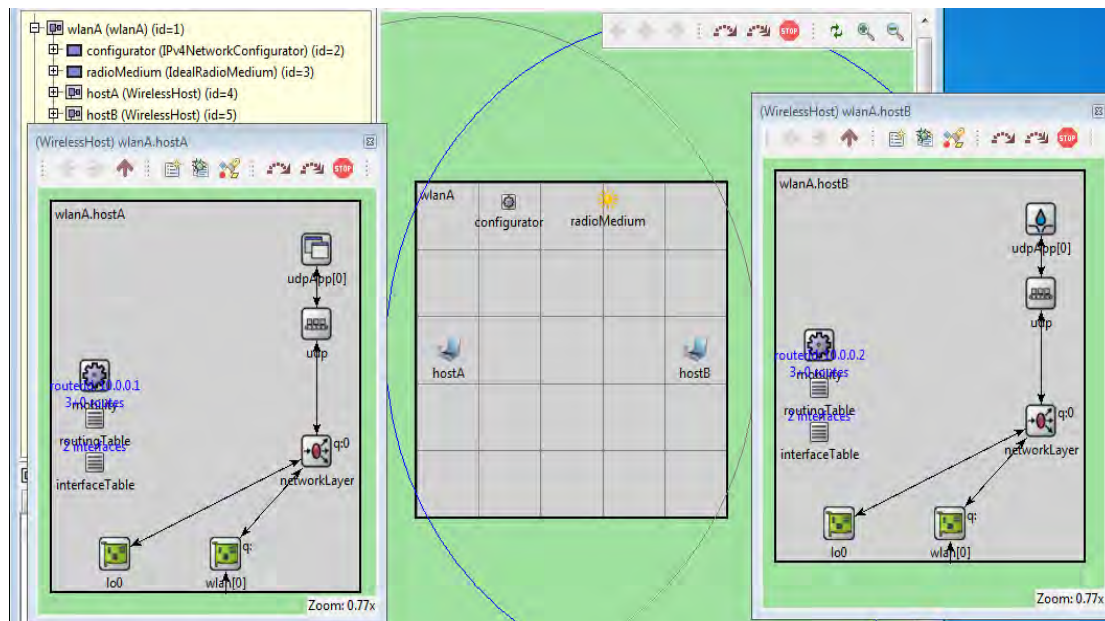 wlanA (wlanA) (id=1)
configurator (IPv4NetworkConfigurator) (id=2)
radioMedium (IdealRadioMedium) (id=3)
hostA (WirelessHost) (id=4)
hostB (WirelessHost) (id=5)
STOP
(WirelessHost) wlanA.hostA
STOP
wlanA.hostA
udpApp[0]
udp
routerId: 10.0.0.1
mobility
3+0 routes
routingTable
2 interfaces
interfaceTable
q:0
networkLayer
q:
lo0
wlan[0]
Zoom: 0.77x
wlanA
configurator
radioMedium
hostA
hostB
(WirelessHost) wlanA.hostB
STOP
wlanA.hostB
udpApp[0]
udp
routerId: 10.0.0.2
mobility
3+0 routes
routingTable
2 interfaces
interfaceTable
q:0
networkLayer
q:
lo0
wlan[0]
Zoom: 0.77x